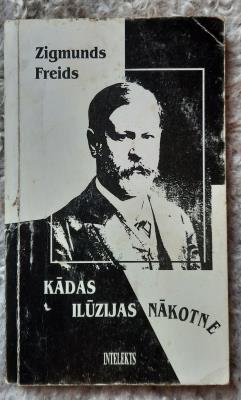 Zigmunds
Freids
KĀDAS
ILŪZIJAS NĀKOTNE
INTELEKTS